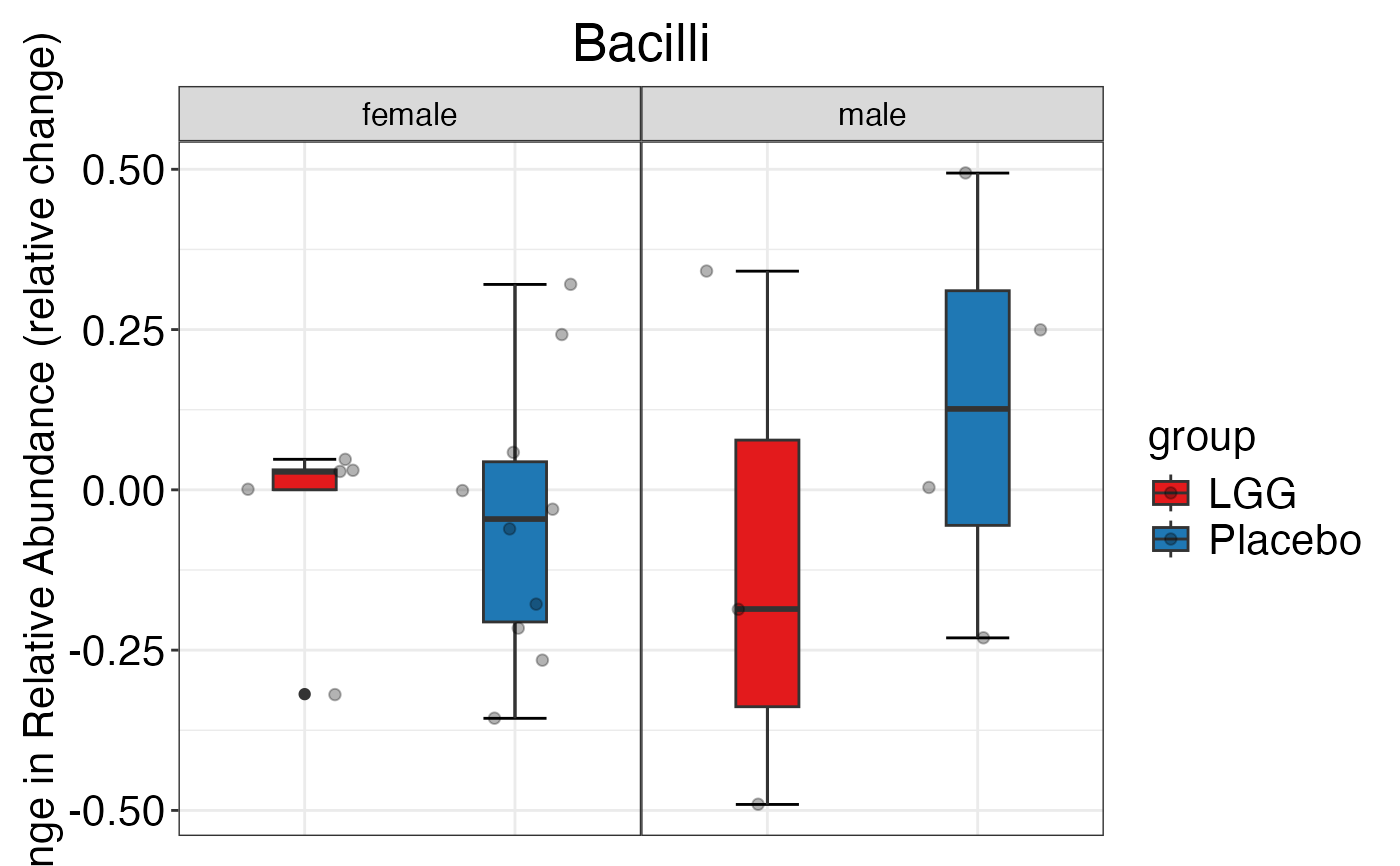 Bacilli
female
male
nge in Relative Abundance (relative change)
0.50
0.25
0.00
-0.25
-0.50
group
LGG
Placebo